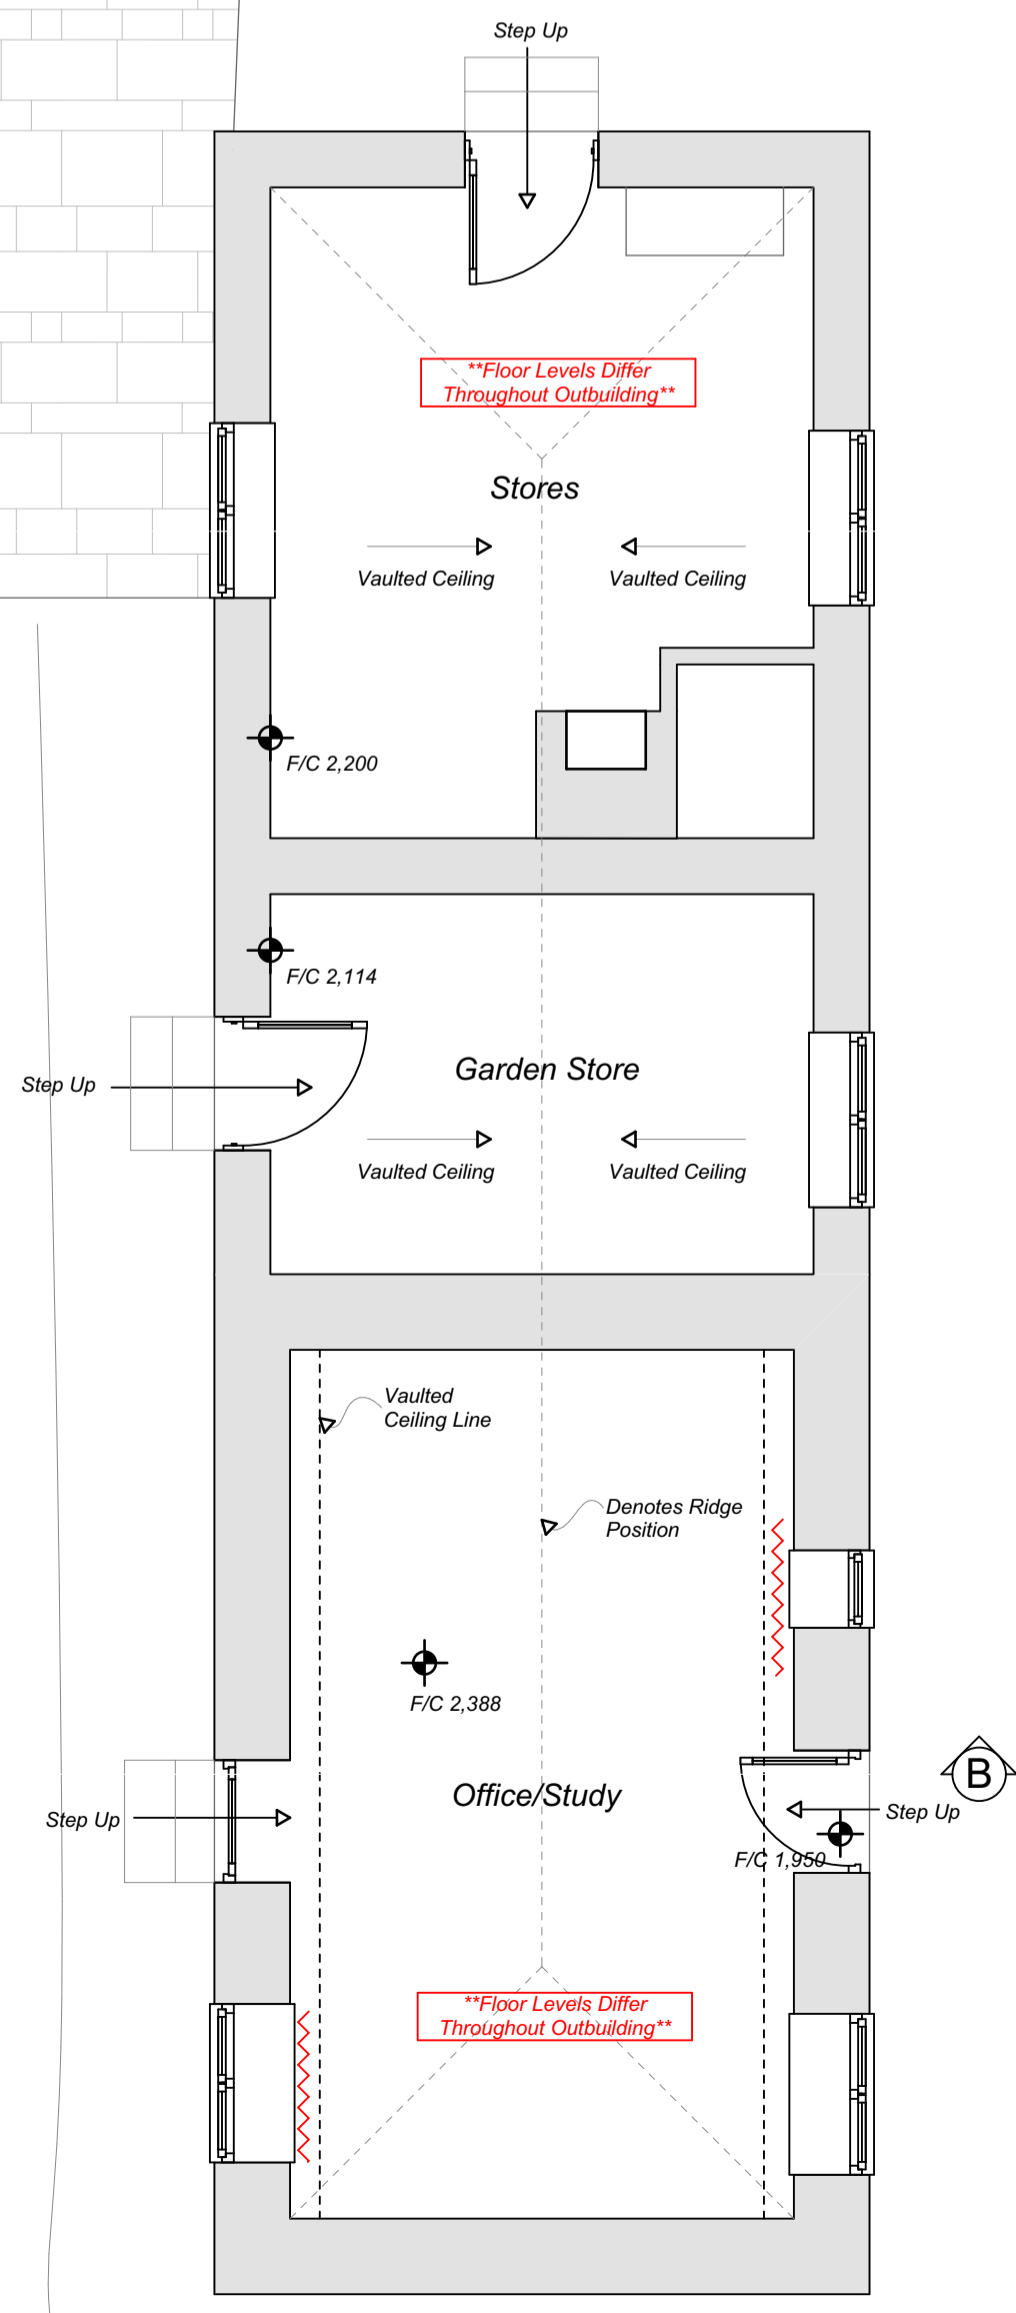 Step Up
**Floor Levels Differ
Throughout Outbuilding**
Stores
Vaulted Ceiling
Vaulted Ceiling
F/C 2,200
F/C 2,114
Garden Store
Step Up
Vaulted Ceiling
Vaulted Ceiling
Vaulted
Ceiling Line
Denotes Ridge
Position
F/C 2,388
B
Office/Study
Step Up
Step Up
F/C 1,950
**Floor Levels Differ
Throughout Outbuilding**